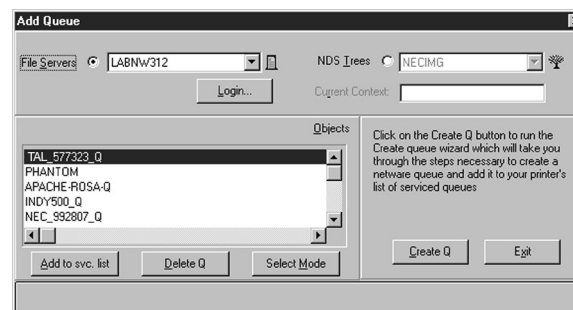 Add Queue
File Servers LABNW312 NDS Trees NECIMG
Login... Current Context:
Objects
TAL_577323_Q
PHANTOM
APACHE-ROSA-Q
INDY500_Q
NEC_992807_Q
Add to svc. list Delete Q Select Mode
Click on the Create Q button to run the
Create queue wizard which will take you
through the steps necessary to create a
netware queue and add it to your printer's
list of serviced queues
Create Q Exit